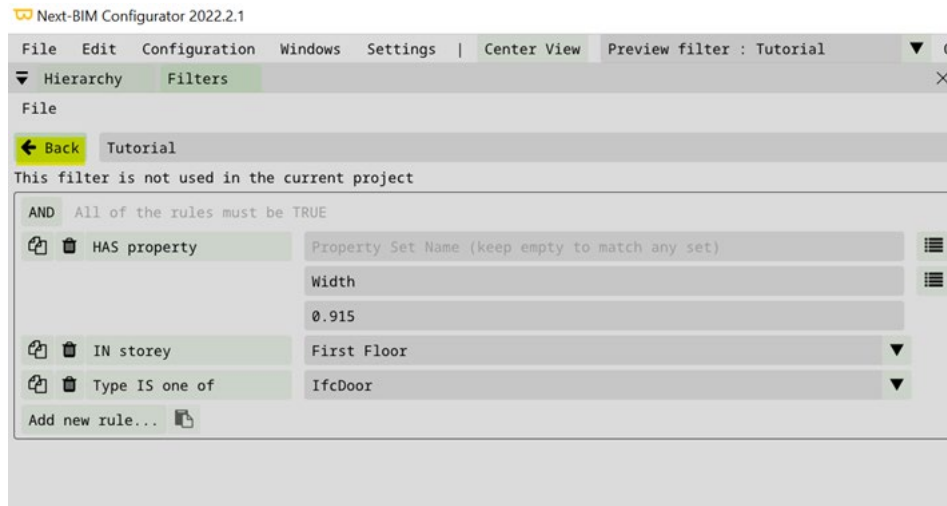 Next-BIM Configurator 2022.2.1
File Edit Configuration Windows Settings | Center View Preview filter : Tutorial
Hierarchy Filters
File
Back Tutorial
This filter is not used in the current project
AND All of the rules must be TRUE
HAS property Property Set Name (keep empty to match any set)
Width
0.915
IN storey First Floor
Type IS one of IfcDoor
Add new rule...